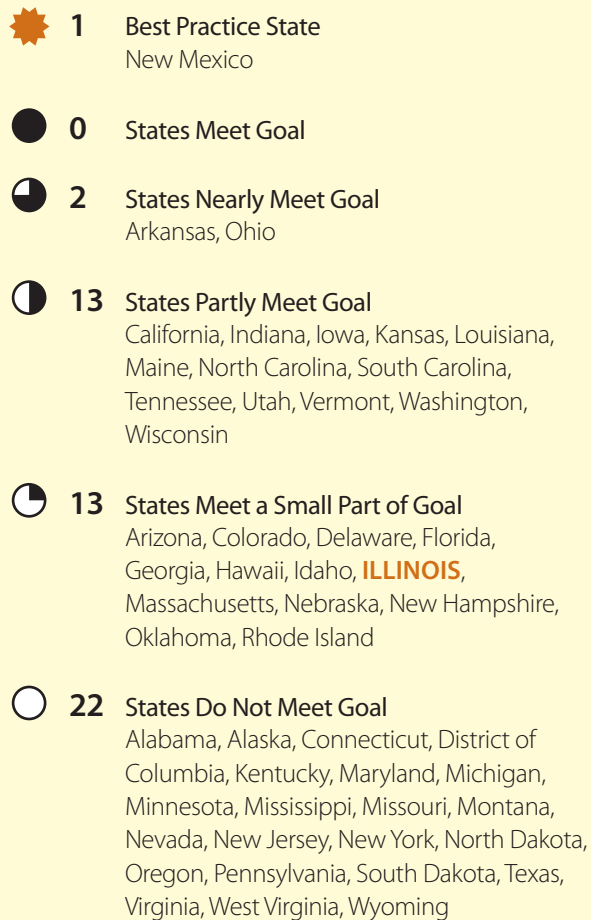 1 Best Practice State
New Mexico
0 States Meet Goal
2 States Nearly Meet Goal
Arkansas, Ohio
13 States Partly Meet Goal
California, Indiana, Iowa, Kansas, Louisiana,
Maine, North Carolina, South Carolina,
Tennessee, Utah, Vermont, Washington,
Wisconsin
13 States Meet a Small Part of Goal
Arizona, Colorado, Delaware, Florida,
Georgia, Hawaii, Idaho, ILLINOIS,
Massachusetts, Nebraska, New Hampshire,
Oklahoma, Rhode Island
22 States Do Not Meet Goal
Alabama, Alaska, Connecticut, District of
Columbia, Kentucky, Maryland, Michigan,
Minnesota, Mississippi, Missouri, Montana,
Nevada, New Jersey, New York, North Dakota,
Oregon, Pennsylvania, South Dakota, Texas,
Virginia, West Virginia, Wyoming